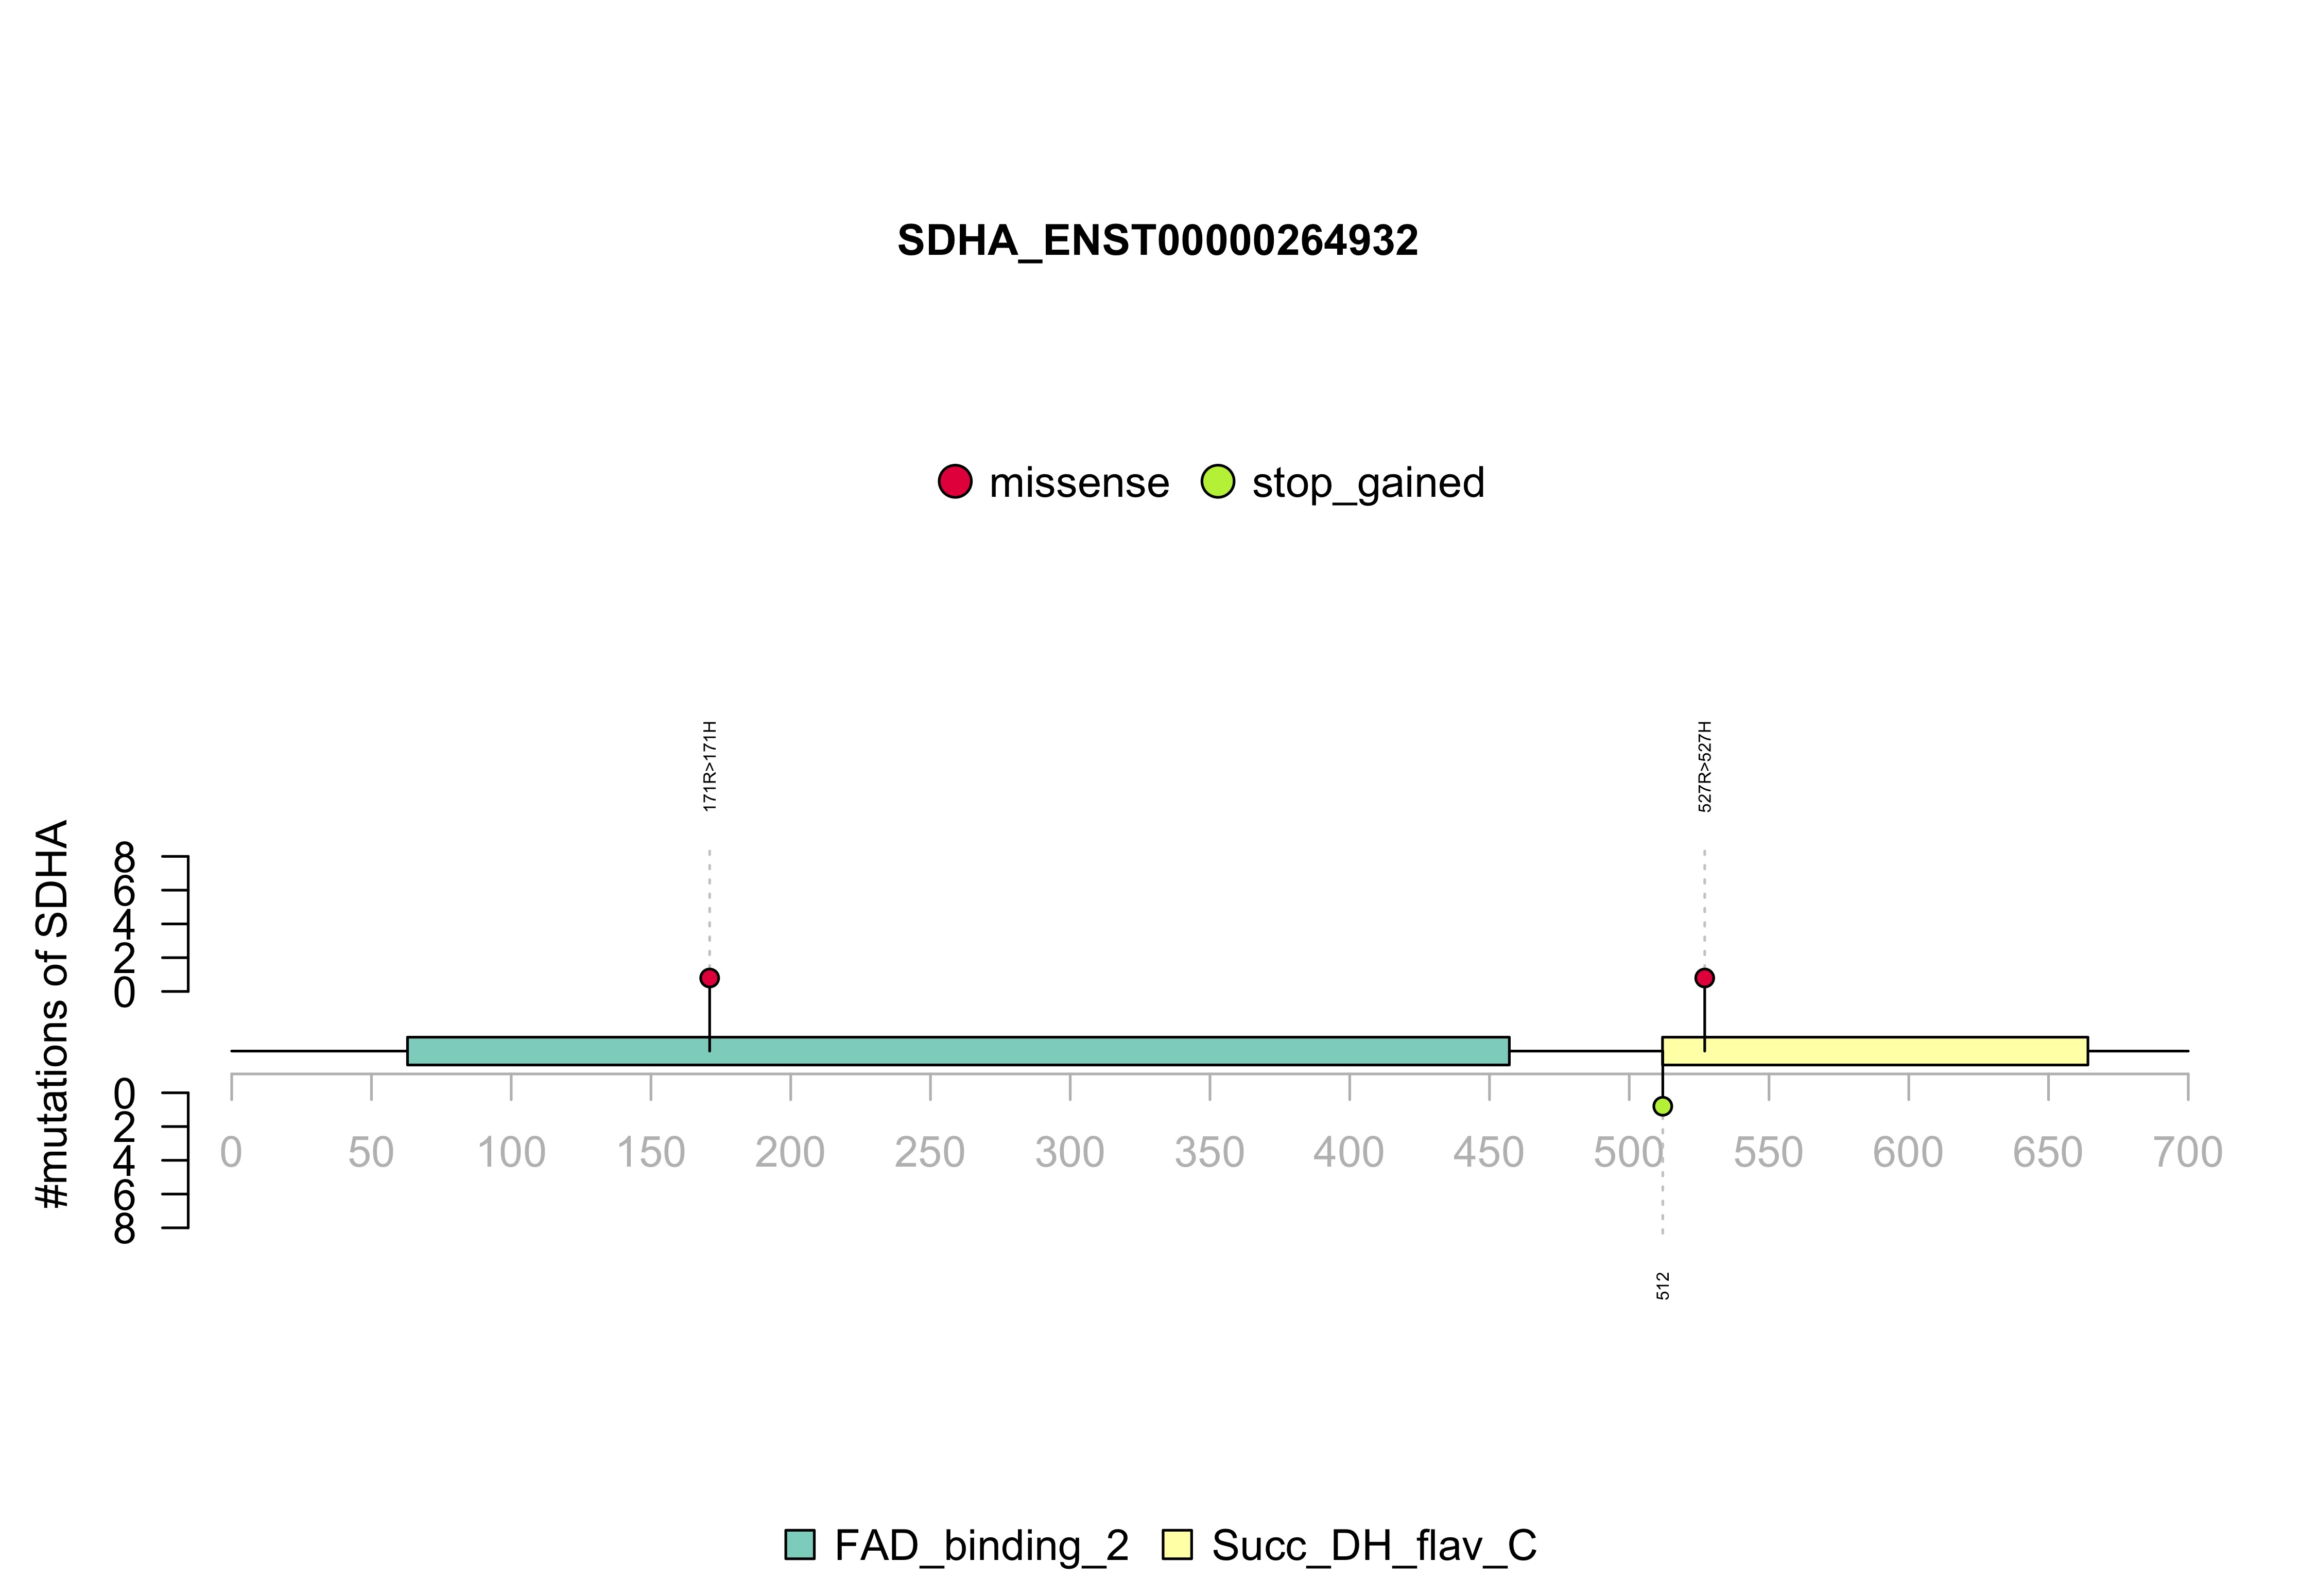 SDHA_ENST00000264932
missense stop_gained
171R>171H 527R>527H
#mutations of SDHA
8
6
4
2
0
0
2
4
6
8
0 50 100 150 200 250 300 350 400 450 500 550 600 650 700
512
FAD_binding_2 Succ_DH_flav_C